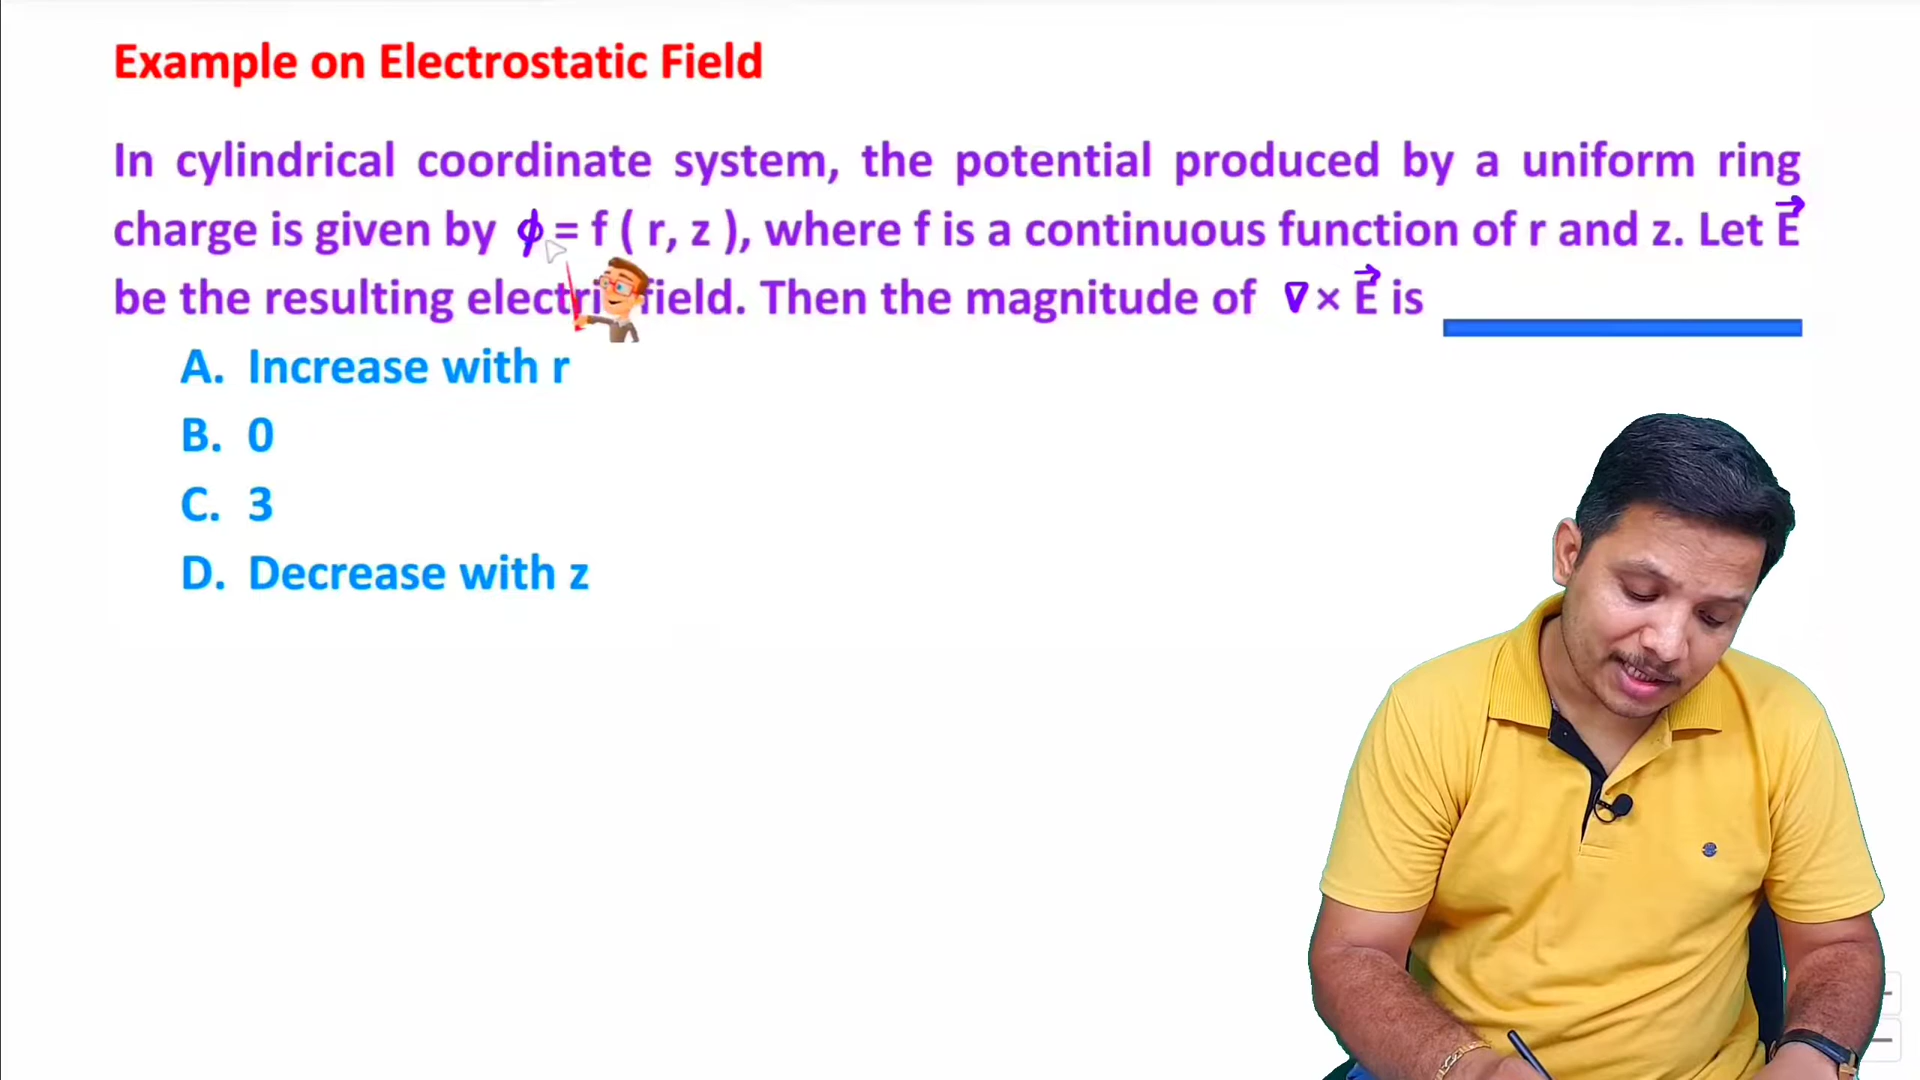 Example on Electrostatic Field
In cylindrical coordinate system, the potential produced by a uniform ring
charge is given by ϕ = f ( r, z ), where f is a continuous function of r and z. Let E⃗
be the resulting electri field. Then the magnitude of ∇ × E⃗ is
A. Increase with r
B. 0
C. 3
D. Decrease with z